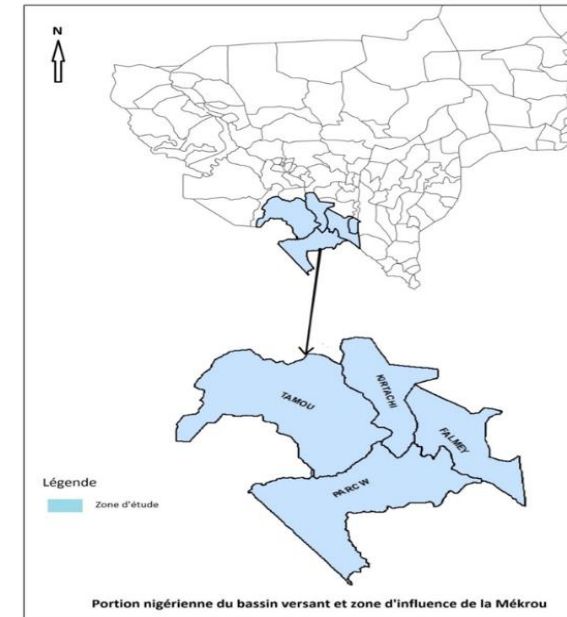 N
TAMOU
KIRTACHI
FALMEY
PARC W
Légende
Zone d'étude
Portion nigérienne du bassin versant et zone d'influence de la Mékrou